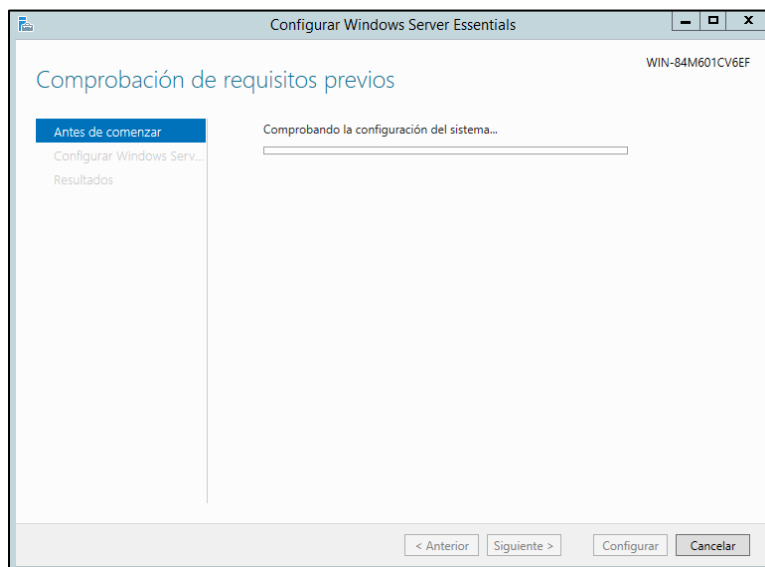 Configurar Windows Server Essentials
WIN-84M601CV6EF
Comprobación de requisitos previos
Antes de comenzar
Configurar Windows Serv...
Resultados
Comprobando la configuración del sistema...
< Anterior
Siguiente >
Configurar
Cancelar